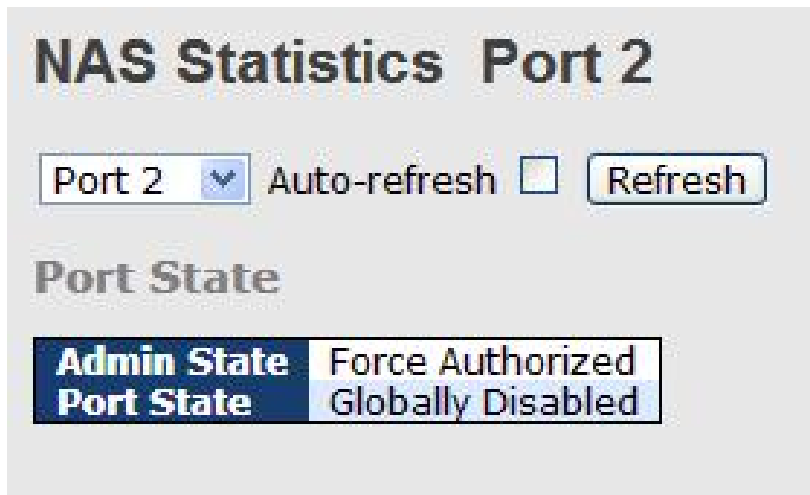 NAS Statistics Port 2
Port 2 Auto-refresh Refresh
Port State
Admin State Force Authorized
Port State Globally Disabled